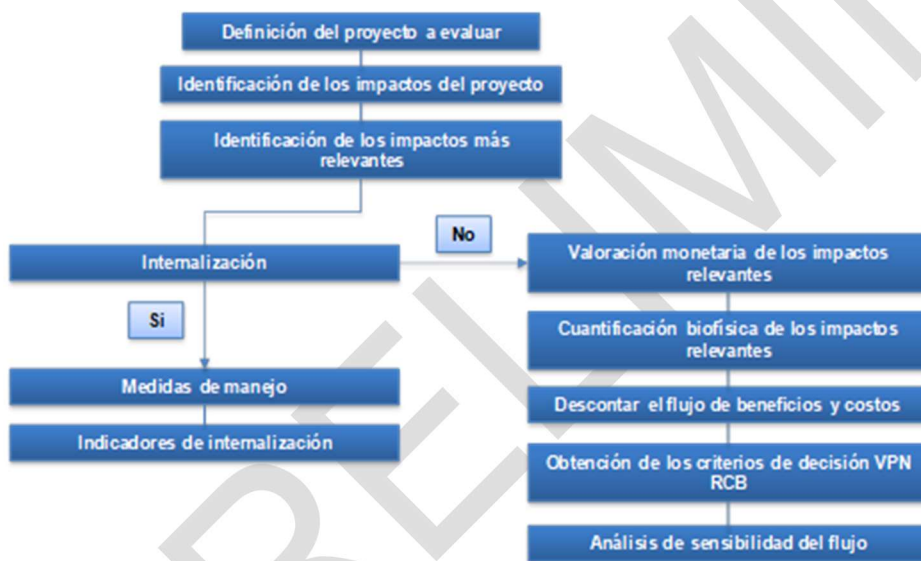 Definición del proyecto a evaluar
Identificación de los impactos del proyecto
Identificación de los impactos más
relevantes
No
Internalización
Si
Medidas de manejo
Indicadores de internalización
Valoración monetaria de los impactos
relevantes
Cuantificación biofísica de los impactos
relevantes
Descontar el flujo de beneficios y costos
Obtención de los criterios de decisión VPN
RCB
Análisis de sensibilidad del flujo
RELIMI